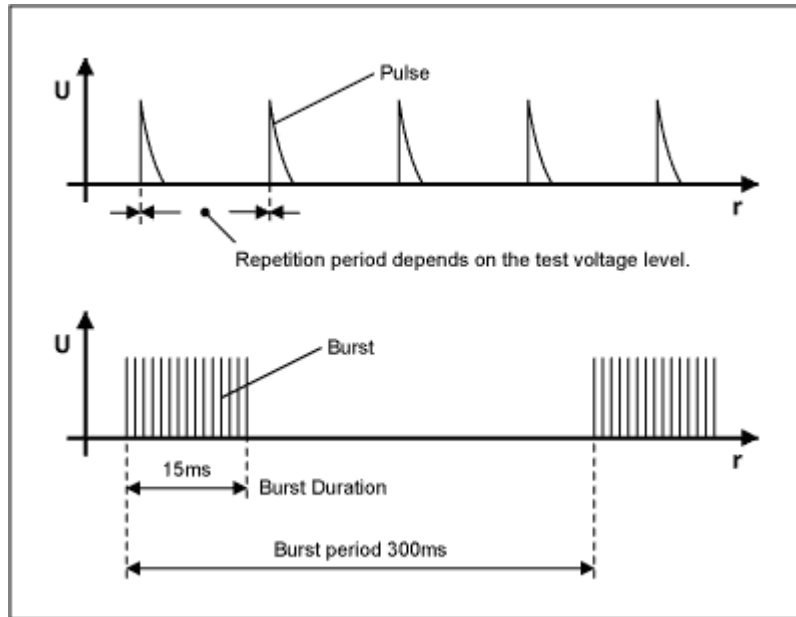 U
Pulse
r
Repetition period depends on the test voltage level.
U
Burst
r
15ms
Burst Duration
Burst period 300ms